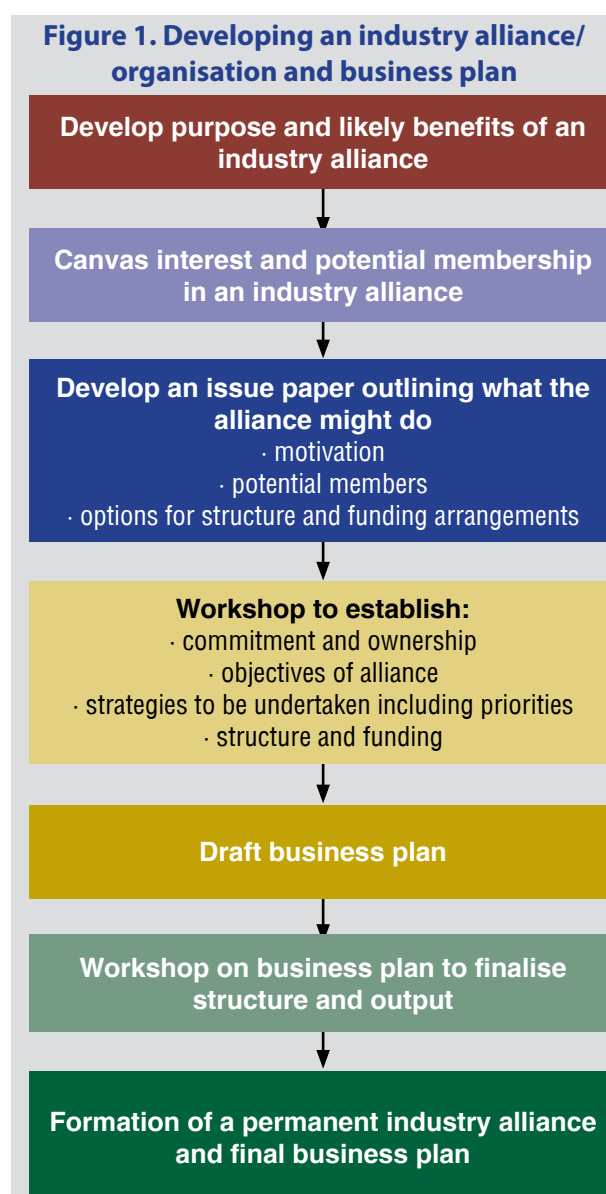 Figure 1. Developing an industry alliance/
organisation and business plan
Develop purpose and likely benefits of an
industry alliance
Canvas interest and potential membership
in an industry alliance
Develop an issue paper outlining what the
alliance might do
· motivation
· potential members
· options for structure and funding arrangements
Workshop to establish:
· commitment and ownership
· objectives of alliance
· strategies to be undertaken including priorities
· structure and funding
Draft business plan
Workshop on business plan to finalise
structure and output
Formation of a permanent industry alliance
and final business plan